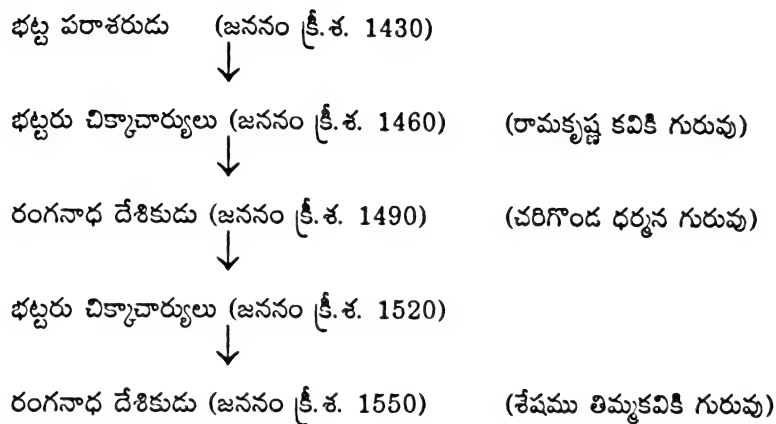 భట్ట పరాశరుడు (జననం క్రీ.శ. 1430)
భట్టరు చిక్కాచార్యులు (జననం క్రీ.శ. 1460) (రామకృష్ణ కవికి గురువు)
రంగనాధ దేశికుడు (జననం క్రీ.శ. 1490) (చరిగొండ ధర్మన గురువు)
భట్టరు చిక్కాచార్యులు (జననం క్రీ.శ. 1520)
రంగనాధ దేశికుడు (జననం క్రీ.శ. 1550) (శేషము తిమ్మకవికి గురువు)